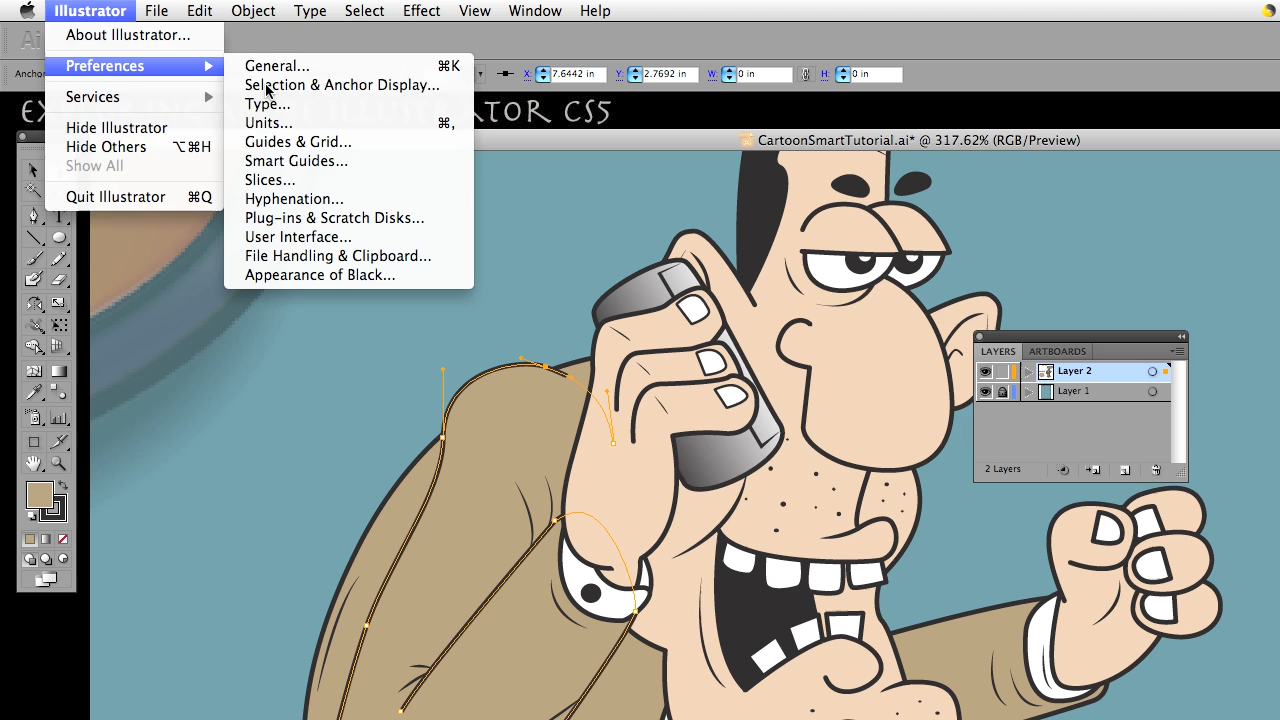 Illustrator File Edit Object Type Select Effect View Window Help
About Illustrator...
Preferences
Services
Hide Illustrator
Hide Others ⌥⌘H
Show All
Quit Illustrator ⌘Q
General... ⌘K
Selection & Anchor Display...
Type...
Units... ⌘,
Guides & Grid...
Smart Guides...
Slices...
Hyphenation...
Plug-ins & Scratch Disks...
User Interface...
File Handling & Clipboard...
Appearance of Black...
Ai
Ancho
X: 7.6442 in Y: 2.7692 in W: 0 in H: 0 in
CS5
CartoonSmartTutorial.ai* @ 317.62% (RGB/Preview)
LAYERS ARTBOARDS
Layer 2
Layer 1
2 Layers